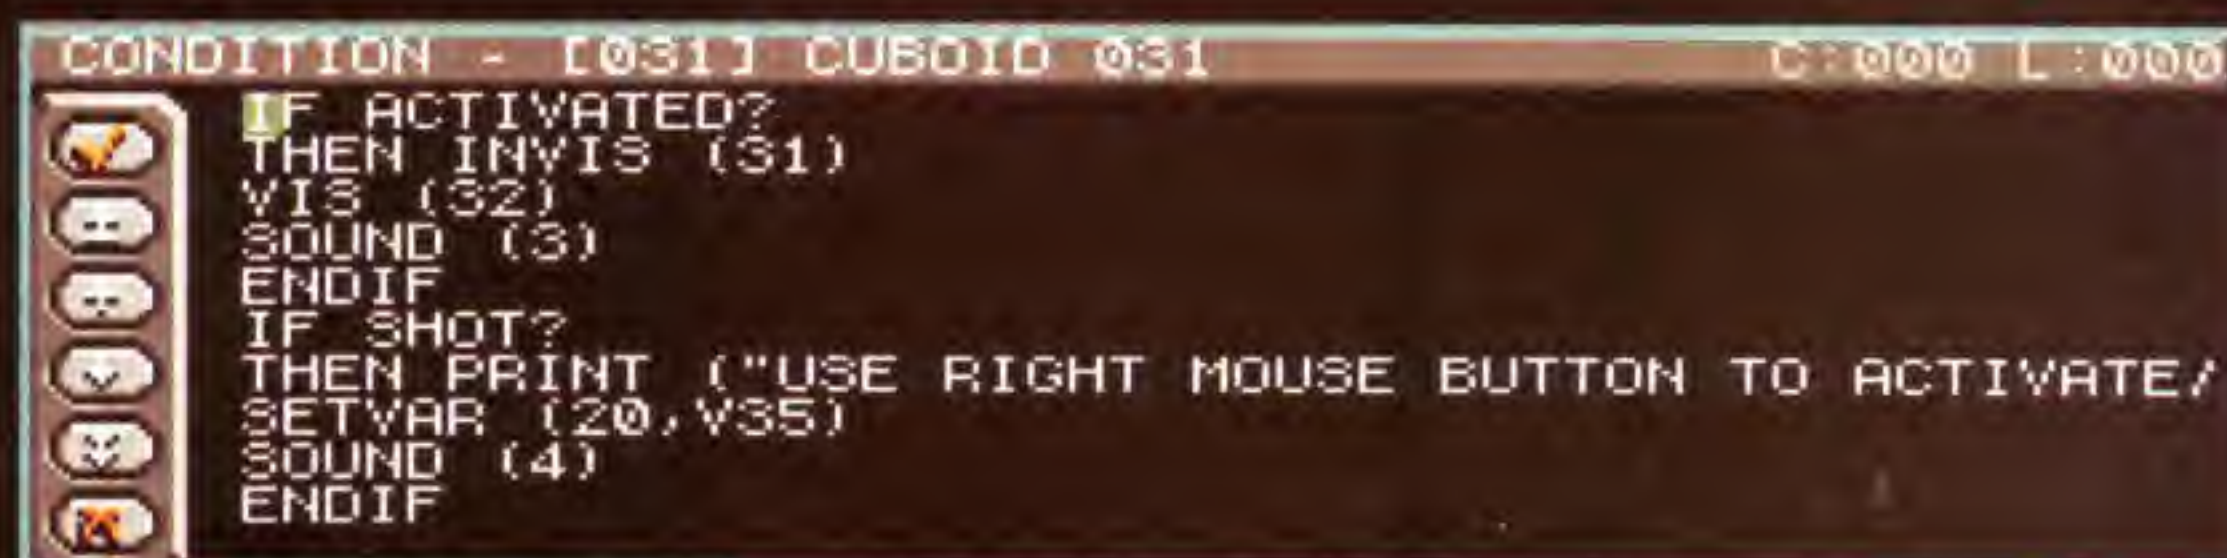 CONDITION - [031] CUBOID 031 C:000 L:000
IF ACTIVATED?
THEN INVIS (31)
VIS (32)
SOUND (3)
ENDIF
IF SHOT?
THEN PRINT ("USE RIGHT MOUSE BUTTON TO ACTIVATE/
SETVAR (20,V35)
SOUND (4)
ENDIF